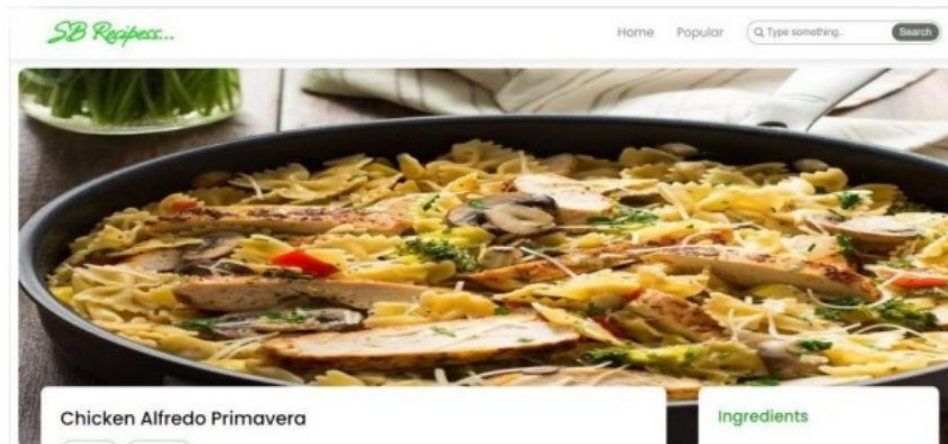 SB Recipess...
Home Popular Type something.. Search
Chicken Alfredo Primavera
Ingredients